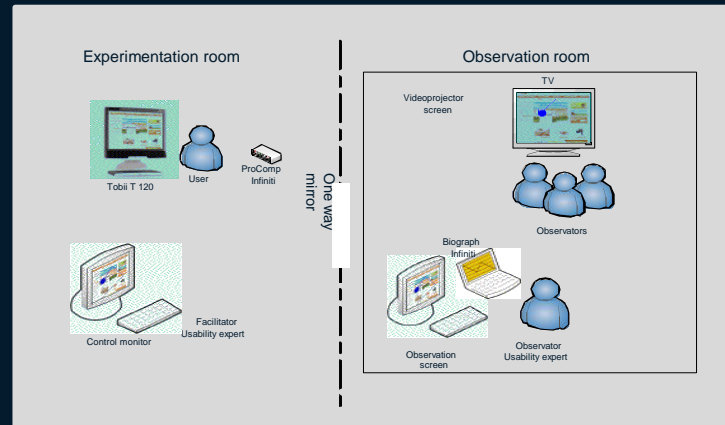 Experimentation room
Tobii T 120
User
ProComp
Infiniti
Control monitor
Facilitator
Usability expert
One way
mirror
Observation room
TV
Videoprojector
screen
Observers
Biograph
Infiniti
Observation
screen
Observator
Usability expert